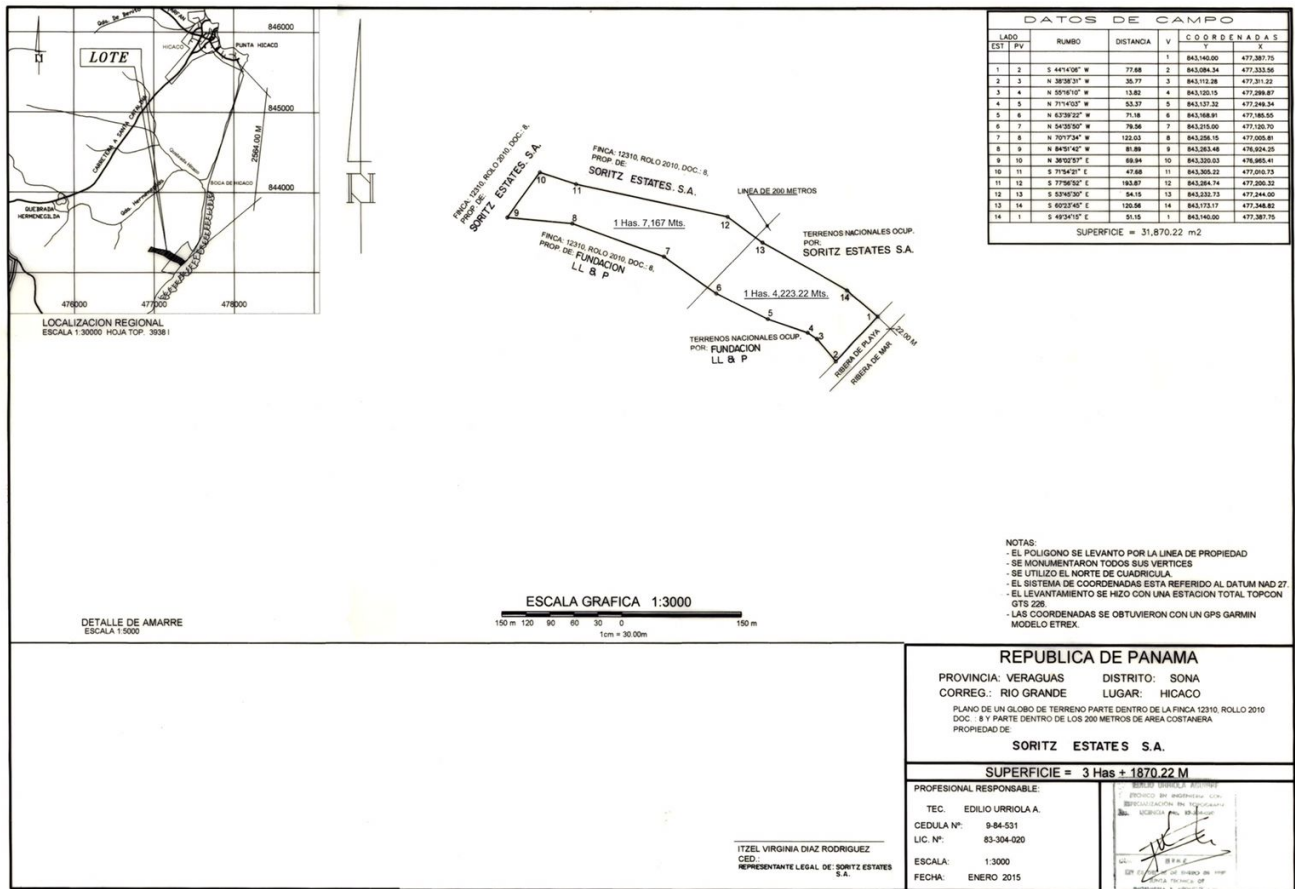 846000
845000
844000
476000
477000
478000
Qda. De Benito
HICACO
PUNTA HICACO
LOTE
CARRETERA A SANTA CATALINA
Quebrada Hicaco
2564.00 M
BOCA DE HICACO
Qda. Hermenegilda
QUEBRADA
HERMENEGILDA
LOCALIZACION REGIONAL
ESCALA 1:30000 HOJA TOP. 3938 I
N
FINCA: 12310, ROLO 2010, DOC.: 8,
PROP. DE:
SORITZ ESTATES. S.A.
FINCA: 12310, ROLO 2010, DOC.: 8,
PROP. DE:
SORITZ ESTATES. S.A.
LINEA DE 200 METROS
10
11
9
8
1 Has. 7,167 Mts.
12
13
TERRENOS NACIONALES OCUP.
POR:
SORITZ ESTATES S.A.
FINCA: 12310, ROLO 2010, DOC.: 8,
PROP. DE: FUNDACION
LL & P
7
6
1 Has. 4,223.22 Mts.
14
1
5
4
3
2
TERRENOS NACIONALES OCUP.
POR: FUNDACION
LL & P
RIBERA DE PLAYA
RIBERA DE MAR
22.00 M
DATOS DE CAMPO
LADO RUMBO DISTANCIA V COORDENADAS
EST PV Y X
1 843,140.00 477,387.75
1 2 S 44°14'06" W 77.68 2 843,084.34 477,333.56
2 3 N 38°38'31" W 35.77 3 843,112.28 477,311.22
3 4 N 55°16'10" W 13.82 4 843,120.15 477,299.87
4 5 N 71°14'03" W 53.37 5 843,137.32 477,249.34
5 6 N 63°39'22" W 71.18 6 843,168.91 477,185.55
6 7 N 54°35'50" W 79.56 7 843,215.00 477,120.70
7 8 N 70°17'34" W 122.03 8 843,256.15 477,005.81
8 9 N 84°51'42" W 81.89 9 843,263.48 476,924.25
9 10 N 36°02'57" E 69.94 10 843,320.03 476,965.41
10 11 S 71°54'21" E 47.68 11 843,305.22 477,010.73
11 12 S 77°56'52" E 193.87 12 843,264.74 477,200.32
12 13 S 53°45'30" E 54.15 13 843,232.73 477,244.00
13 14 S 60°23'45" E 120.56 14 843,173.17 477,348.82
14 1 S 49°34'15" E 51.15 1 843,140.00 477,387.75
SUPERFICIE = 31,870.22 m2
NOTAS:
- EL POLIGONO SE LEVANTO POR LA LINEA DE PROPIEDAD
- SE MONUMENTARON TODOS SUS VERTICES
- SE UTILIZO EL NORTE DE CUADRICULA.
- EL SISTEMA DE COORDENADAS ESTA REFERIDO AL DATUM NAD 27.
- EL LEVANTAMIENTO SE HIZO CON UNA ESTACION TOTAL TOPCON
GTS 226.
- LAS COORDENADAS SE OBTUVIERON CON UN GPS GARMIN
MODELO ETREX.
ESCALA GRAFICA 1:3000
150 m 120 90 60 30 0 150 m
1cm = 30.00m
DETALLE DE AMARRE
ESCALA 1:5000
REPUBLICA DE PANAMA
PROVINCIA: VERAGUAS DISTRITO: SONA
CORREG.: RIO GRANDE LUGAR: HICACO
PLANO DE UN GLOBO DE TERRENO PARTE DENTRO DE LA FINCA 12310, ROLLO 2010
DOC. : 8 Y PARTE DENTRO DE LOS 200 METROS DE AREA COSTANERA
PROPIEDAD DE:
SORITZ ESTATES S.A.
SUPERFICIE = 3 Has + 1870.22 M
PROFESIONAL RESPONSABLE:
TEC. EDILIO URRIOLA A.
CEDULA Nº: 9-84-531
LIC. Nº: 83-304-020
ESCALA: 1:3000
FECHA: ENERO 2015
ITZEL VIRGINIA DIAZ RODRIGUEZ
CED.:
REPRESENTANTE LEGAL DE: SORITZ ESTATES
S.A.